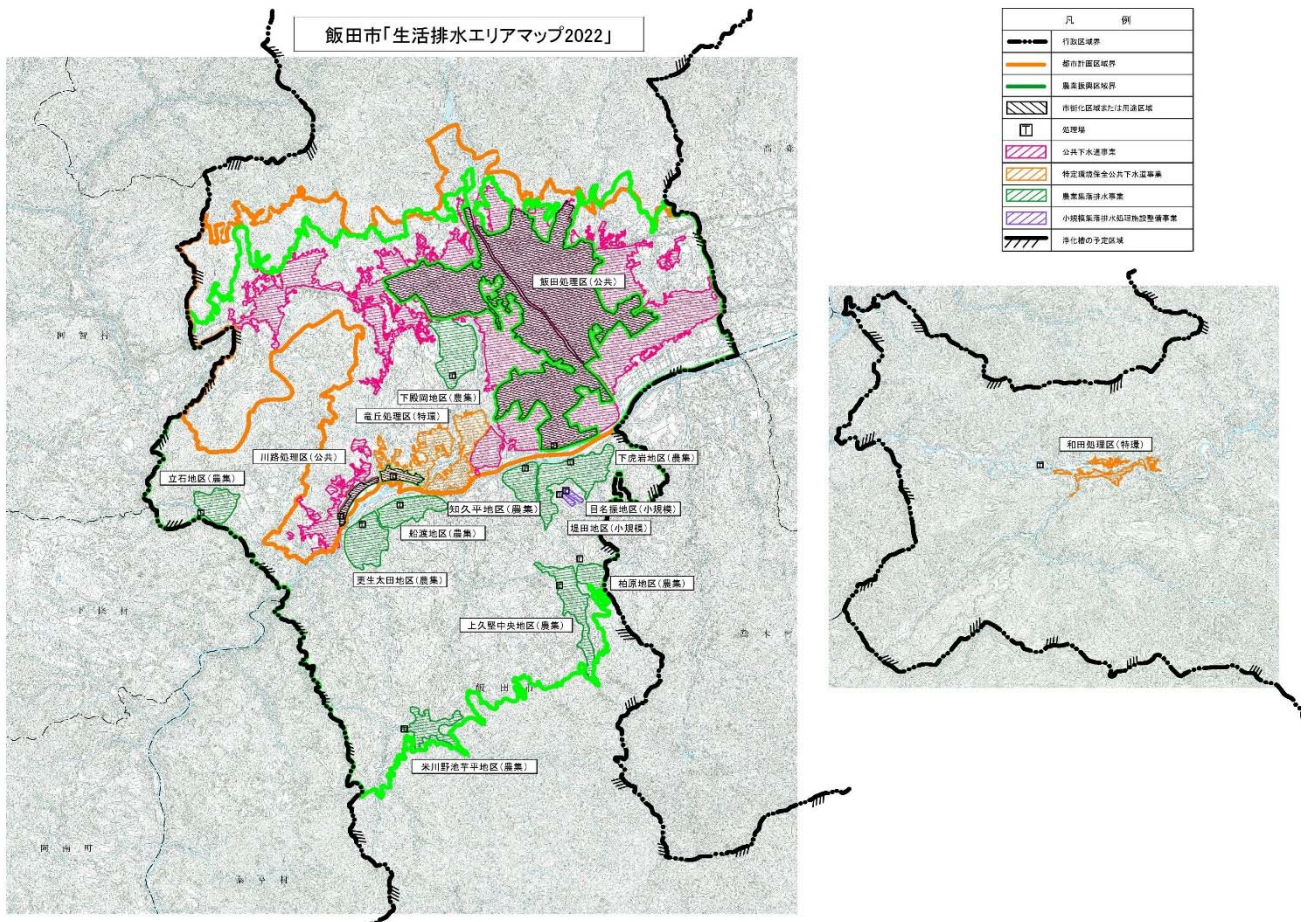 飯田市「生活排水エリアマップ2022」
凡 例
行政区域界
都市計画区域界
農業振興区域界
市街化区域または用途区域
T
処理場
公共下水道事業
特定環境保全公共下水道事業
農業集落排水事業
小規模集落排水処理施設整備事業
浄化槽の予定区域
飯田処理区(公共)
阿智村
下殿岡地区(農集)
竜丘処理区(特環)
川路処理区(公共)
下虎岩地区(農集)
立石地区(農集)
知久平地区(農集)
目名振地区(小規模)
船渡地区(農集)
堤田地区(小規模)
更生太田地区(農集)
柏原地区(農集)
上久堅中央地区(農集)
飯田市
米川野池芋平地区(農集)
阿南町
泰阜村
和田処理区(特環)